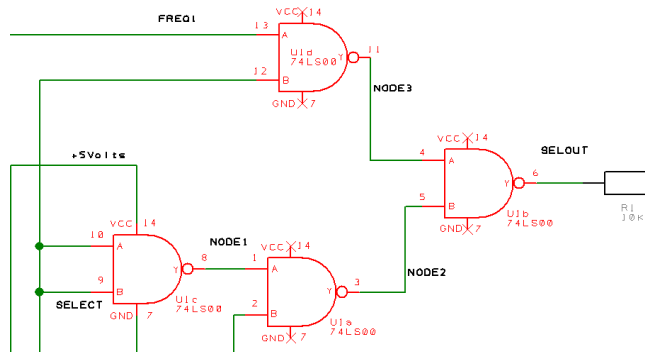 FREQ1
13
A
VCC
14
U1d
74LS00
Y
11
12
B
GND
7
NODE3
+5Volts
VCC
14
4
A
SELOUT
6
Y
5
B
U1b
74LS00
GND
7
R1
10K
VCC
14
10
A
9
B
SELECT
Y
8
U1c
74LS00
GND
7
NODE1
VCC
14
1
A
2
B
Y
3
NODE2
U1a
74LS00
GND
7